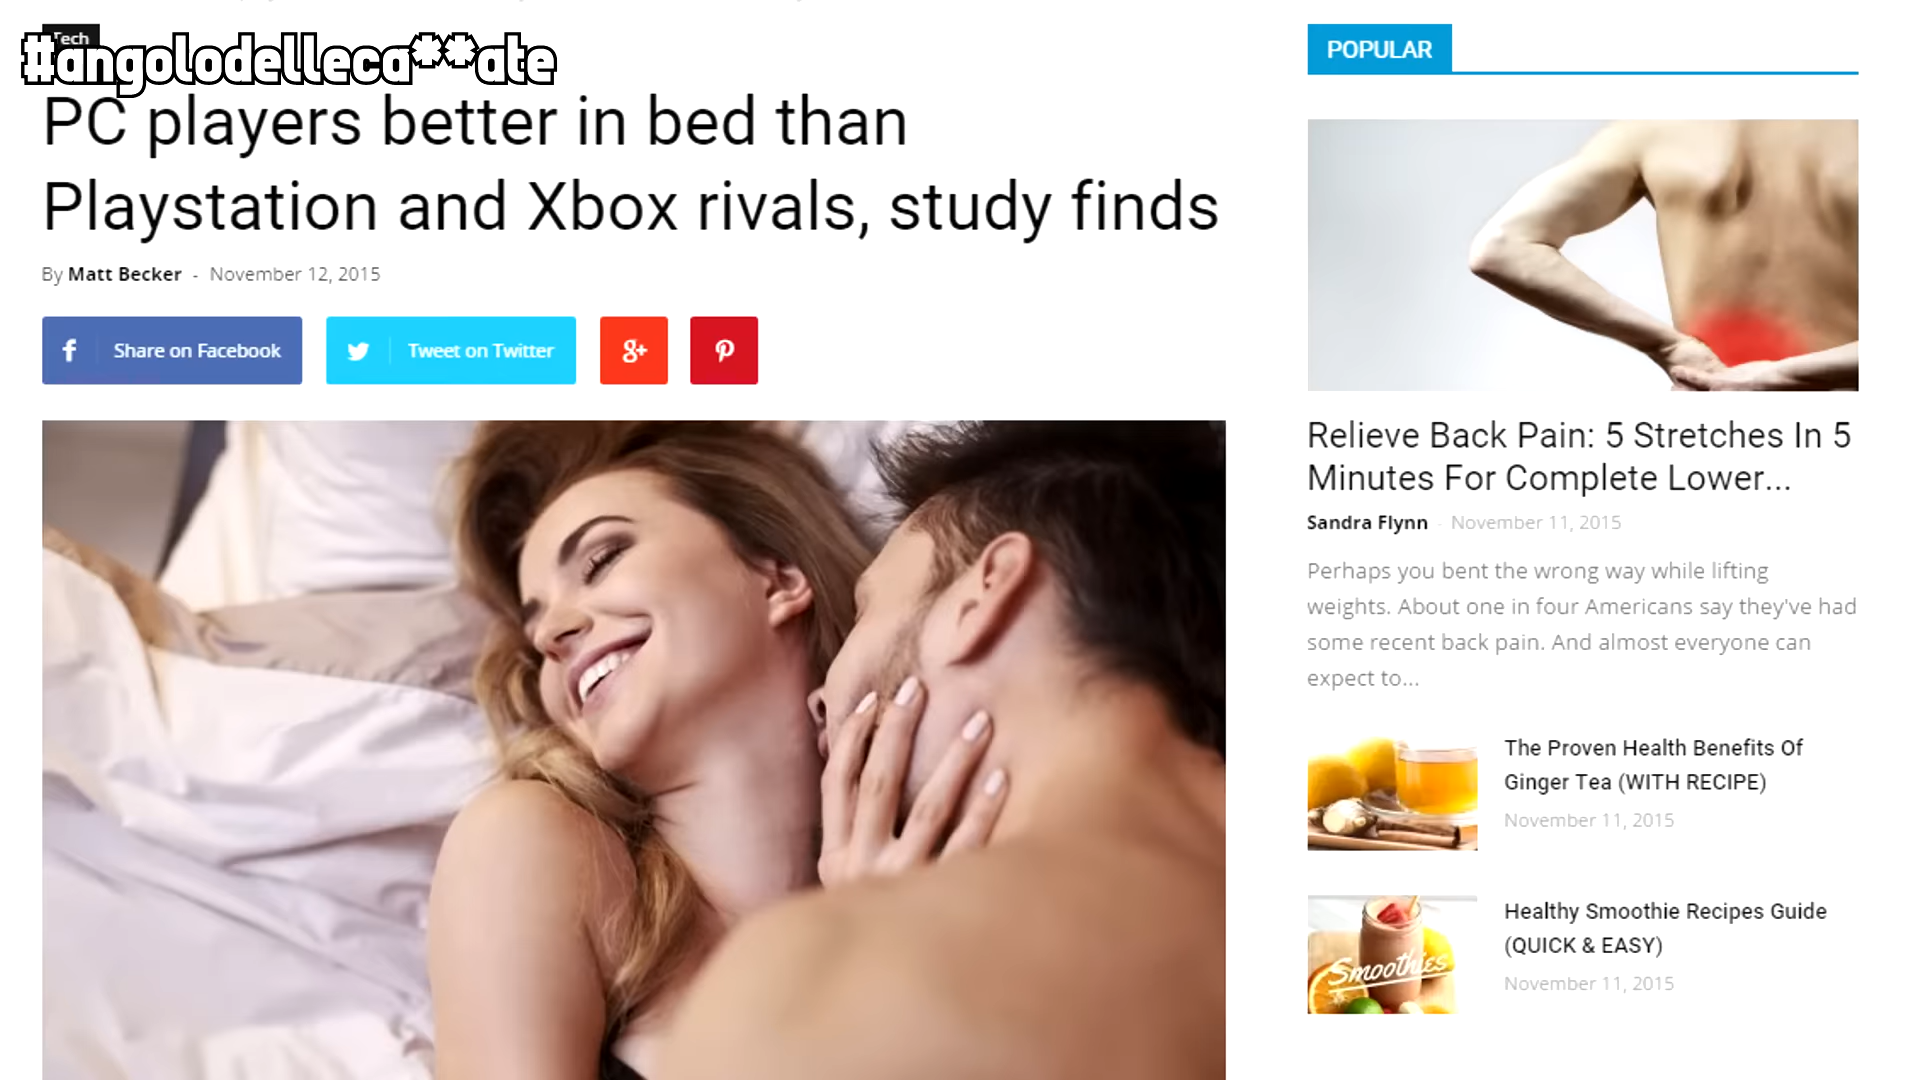 Tech
#angolodelleca**ate
PC players better in bed than
Playstation and Xbox rivals, study finds
By Matt Becker - November 12, 2015
f Share on Facebook
Tweet on Twitter
g+
POPULAR
Relieve Back Pain: 5 Stretches In 5
Minutes For Complete Lower...
Sandra Flynn - November 11, 2015
Perhaps you bent the wrong way while lifting
weights. About one in four Americans say they've had
some recent back pain. And almost everyone can
expect to...
The Proven Health Benefits Of
Ginger Tea (WITH RECIPE)
November 11, 2015
Smoothies
Healthy Smoothie Recipes Guide
(QUICK & EASY)
November 11, 2015